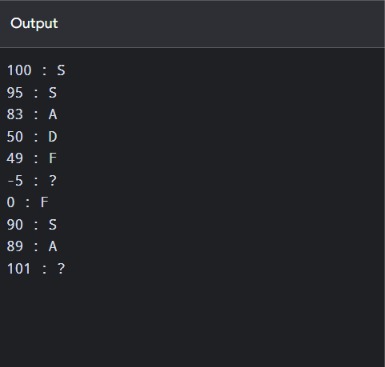 Output
100 : S
95 : S
83 : A
50 : D
49 : F
-5 : ?
0 : F
90 : S
89 : A
101 : ?